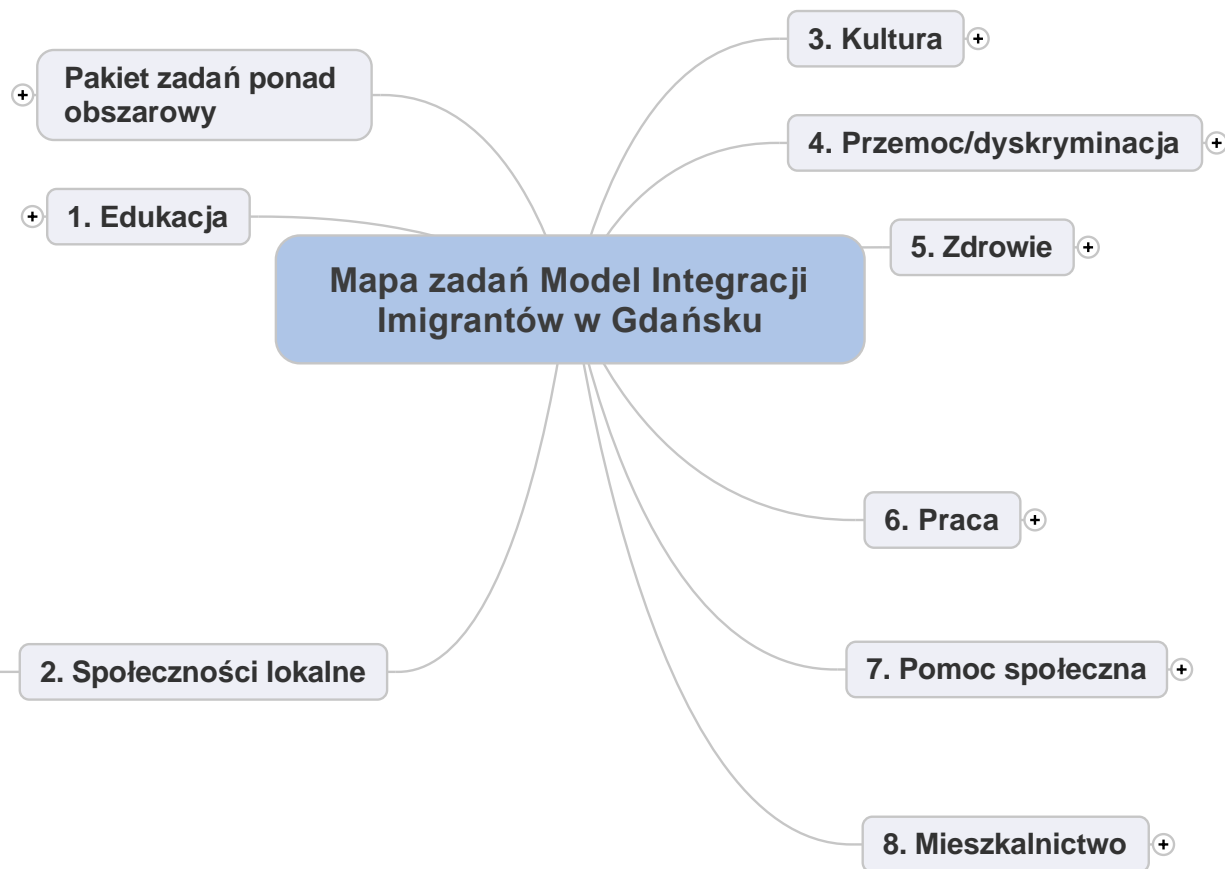 Pakiet zadań ponad
obszarowy
1. Edukacja
Mapa zadań Model Integracji
Imigrantów w Gdańsku
2. Społeczności lokalne
3. Kultura
4. Przemoc/dyskryminacja
5. Zdrowie
6. Praca
7. Pomoc społeczna
8. Mieszkalnictwo